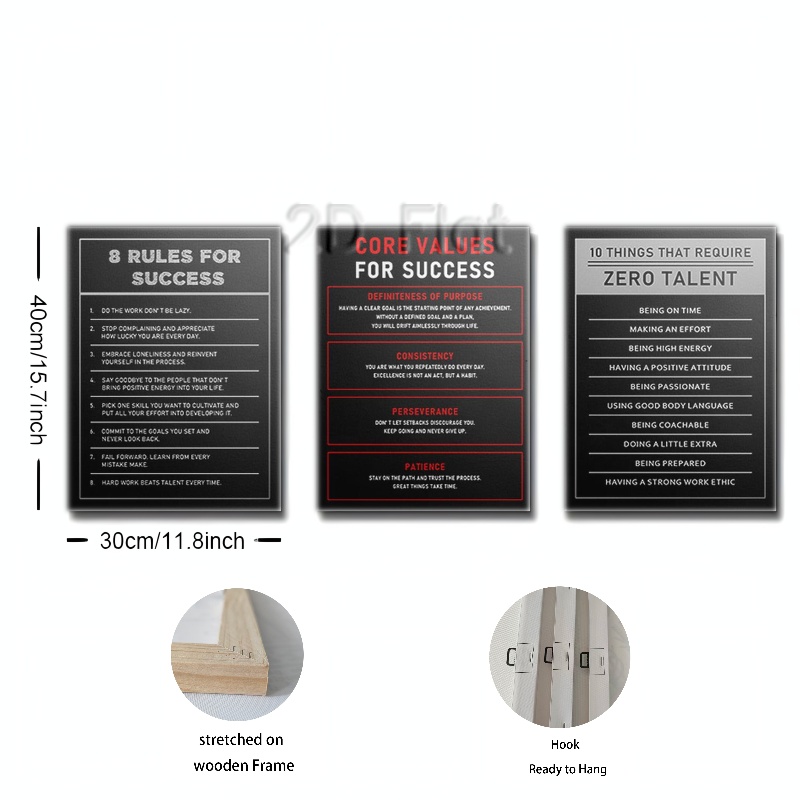 2D Flat
8 RULES FOR
SUCCESS
1. DO THE WORK DON'T BE LAZY.
2. STOP COMPLAINING AND APPRECIATE
HOW LUCKY YOU ARE EVERY DAY.
3. EMBRACE LONELINESS AND REINVENT
YOURSELF IN THE PROCESS.
4. SAY GOODBYE TO THE PEOPLE THAT DON'T
BRING POSITIVE ENERGY INTO YOUR LIFE.
5. PICK ONE SKILL YOU WANT TO CULTIVATE AND
PUT ALL YOUR EFFORT INTO DEVELOPING IT.
6. COMMIT TO THE GOALS YOU SET AND
NEVER LOOK BACK.
7. FAIL FORWARD. LEARN FROM EVERY
MISTAKE MAKE.
8. HARD WORK BEATS TALENT EVERY TIME.
CORE VALUES
FOR SUCCESS
DEFINITENESS OF PURPOSE
HAVING A CLEAR GOAL IS THE STARTING POINT OF ANY ACHIEVEMENT.
WITHOUT A DEFINED GOAL AND A PLAN,
YOU WILL DRIFT AIMLESSLY THROUGH LIFE.
CONSISTENCY
YOU ARE WHAT YOU REPEATEDLY DO EVERY DAY.
EXCELLENCE IS NOT AN ACT, BUT A HABIT.
PERSEVERANCE
DON'T LET SETBACKS DISCOURAGE YOU.
KEEP GOING AND NEVER GIVE UP.
PATIENCE
STAY ON THE PATH AND TRUST THE PROCESS.
GREAT THINGS TAKE TIME.
10 THINGS THAT REQUIRE
ZERO TALENT
BEING ON TIME
MAKING AN EFFORT
BEING HIGH ENERGY
HAVING A POSITIVE ATTITUDE
BEING PASSIONATE
USING GOOD BODY LANGUAGE
BEING COACHABLE
DOING A LITTLE EXTRA
BEING PREPARED
HAVING A STRONG WORK ETHIC
40cm/15.7inch
30cm/11.8inch
stretched on
wooden Frame
Hook
Ready to Hang